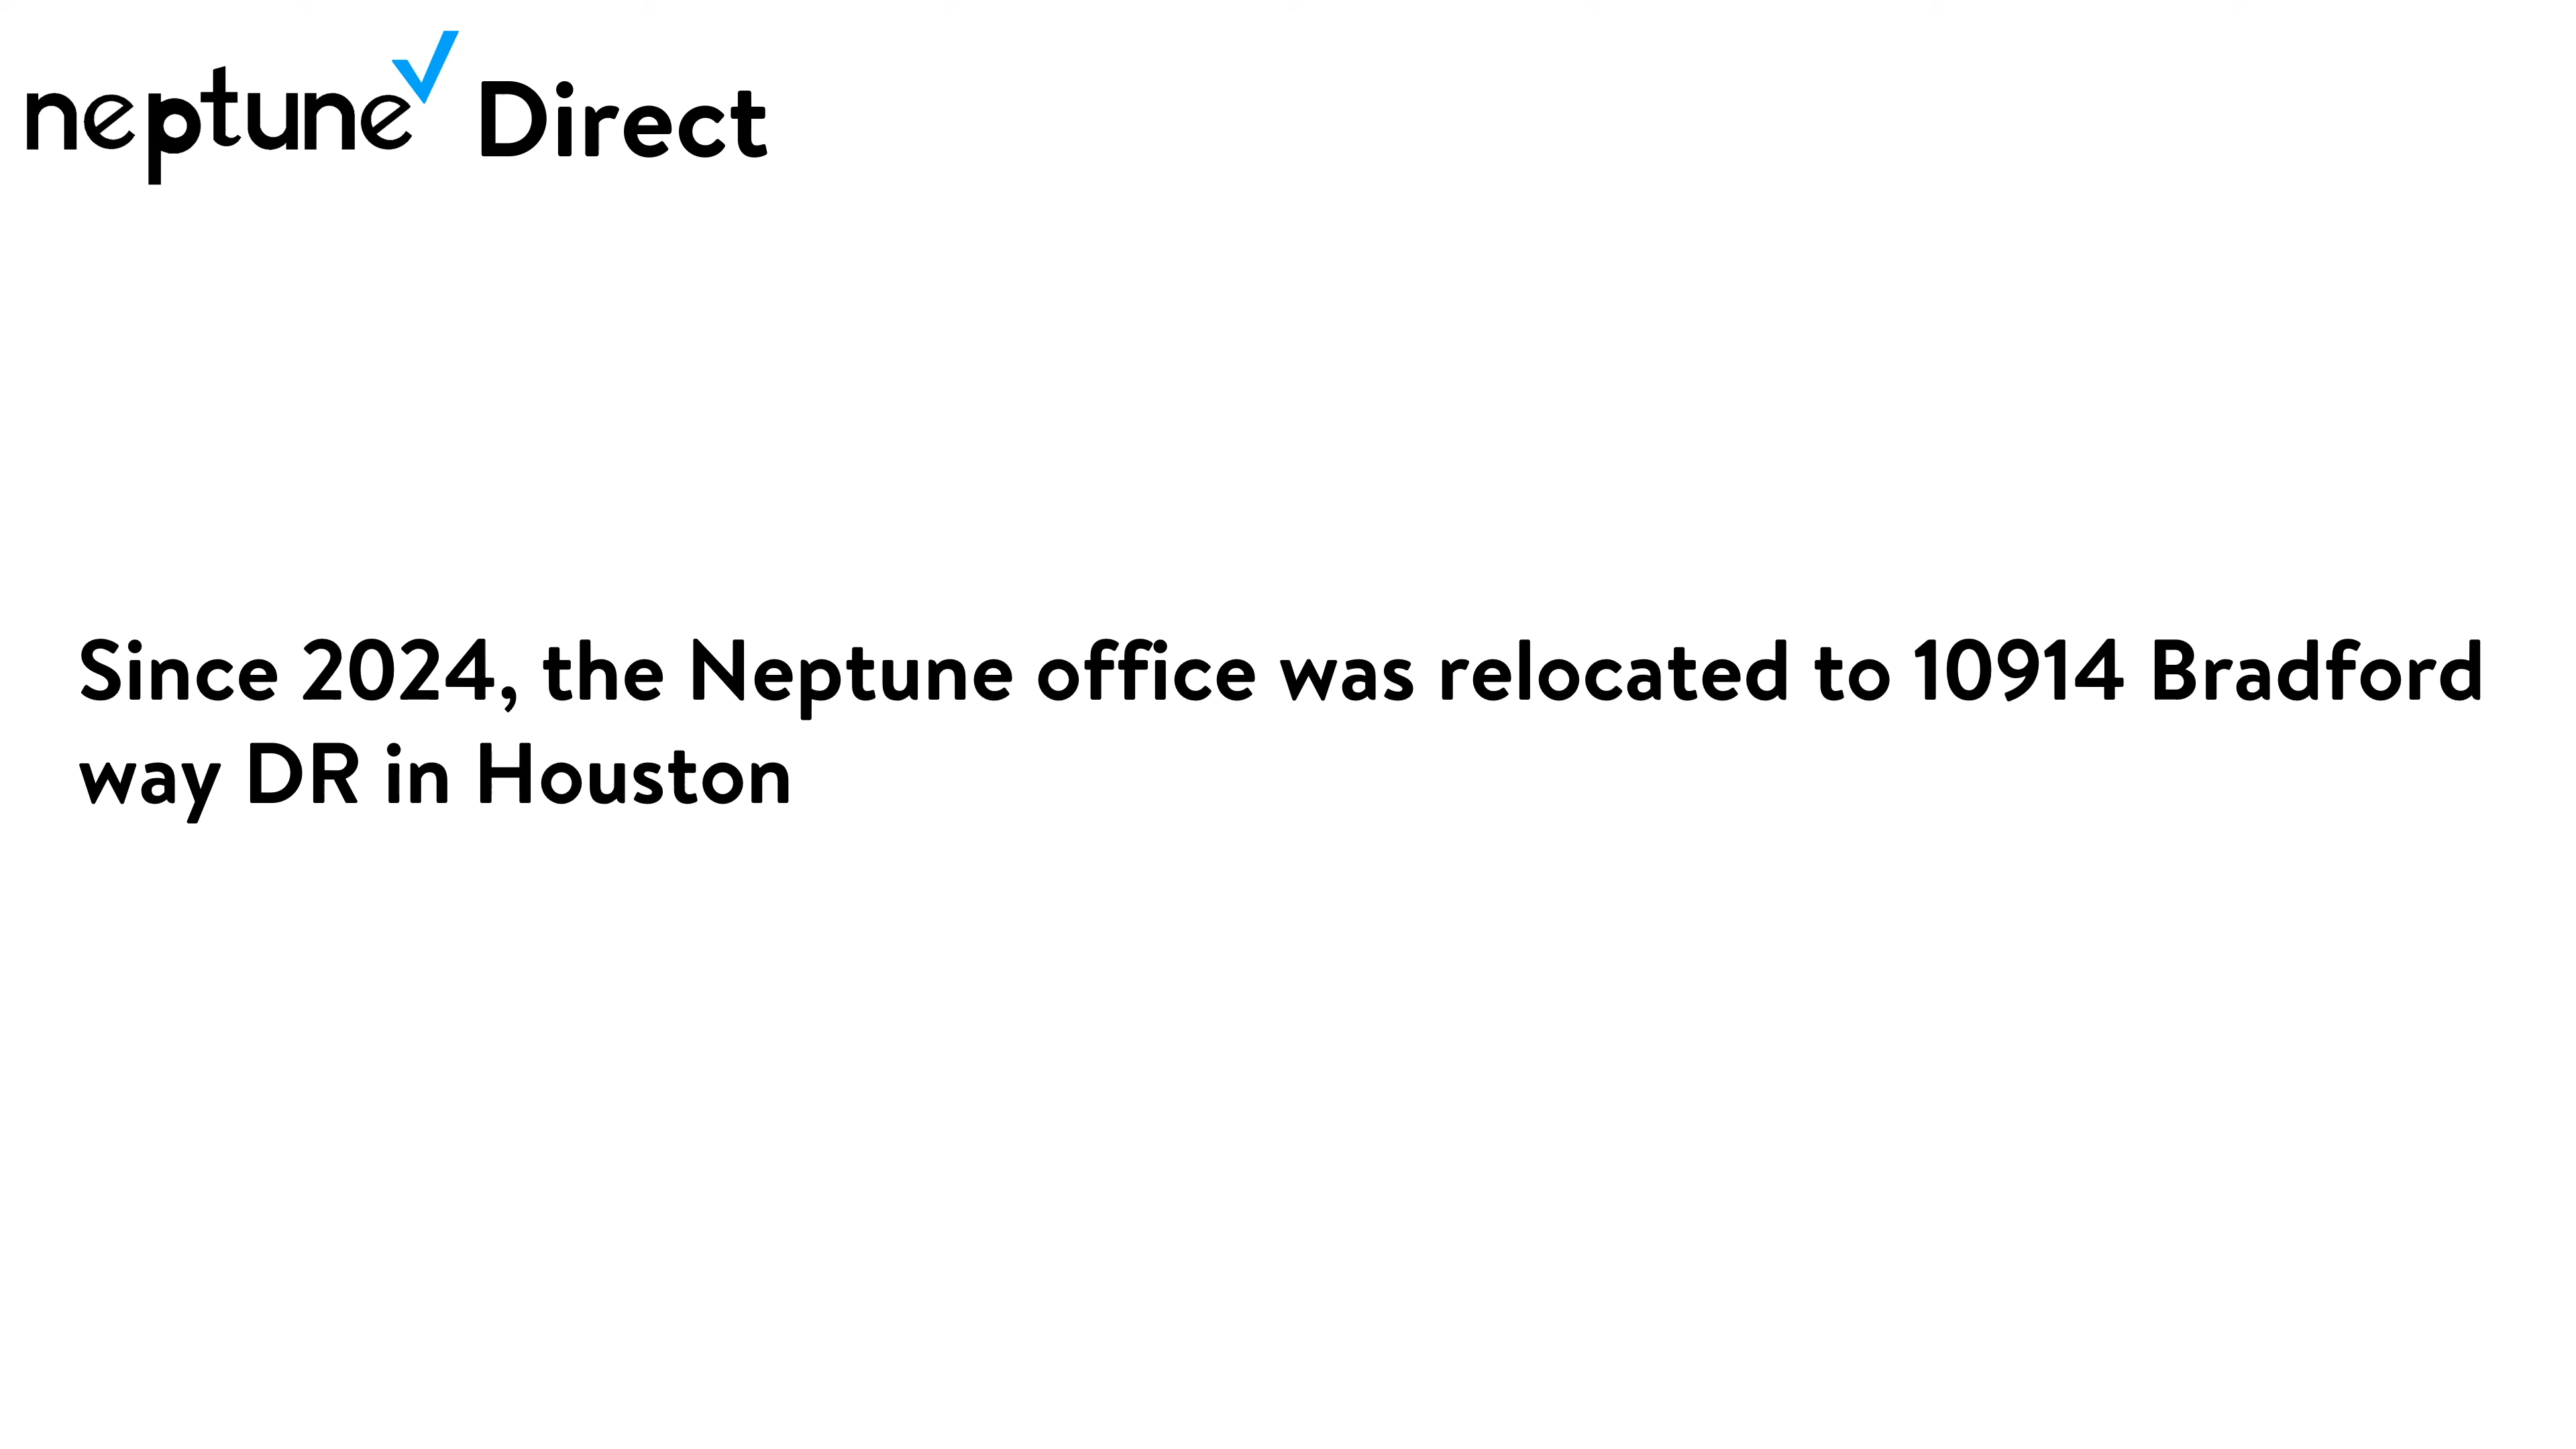 neptune Direct
Since 2024, the Neptune office was relocated to 10914 Bradford
way DR in Houston